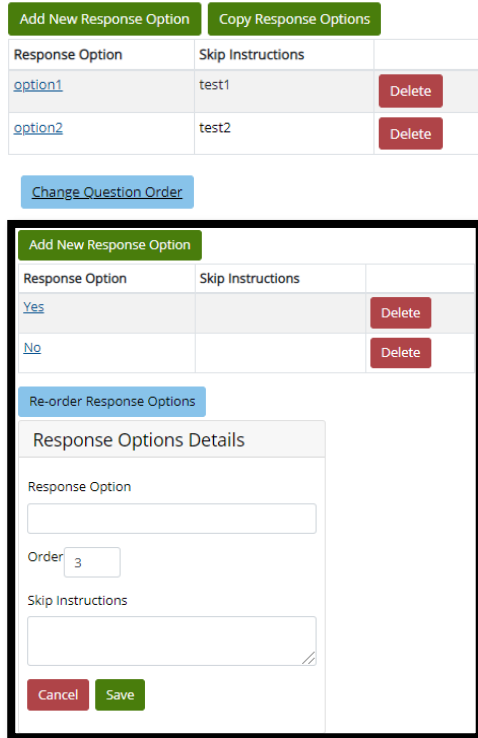 Add New Response Option Copy Response Options
Response Option Skip Instructions
option1 test1 Delete
option2 test2 Delete
Change Question Order
Add New Response Option
Response Option Skip Instructions
Yes Delete
No Delete
Re-order Response Options
Response Options Details
Response Option
Order 3
Skip Instructions
Cancel Save